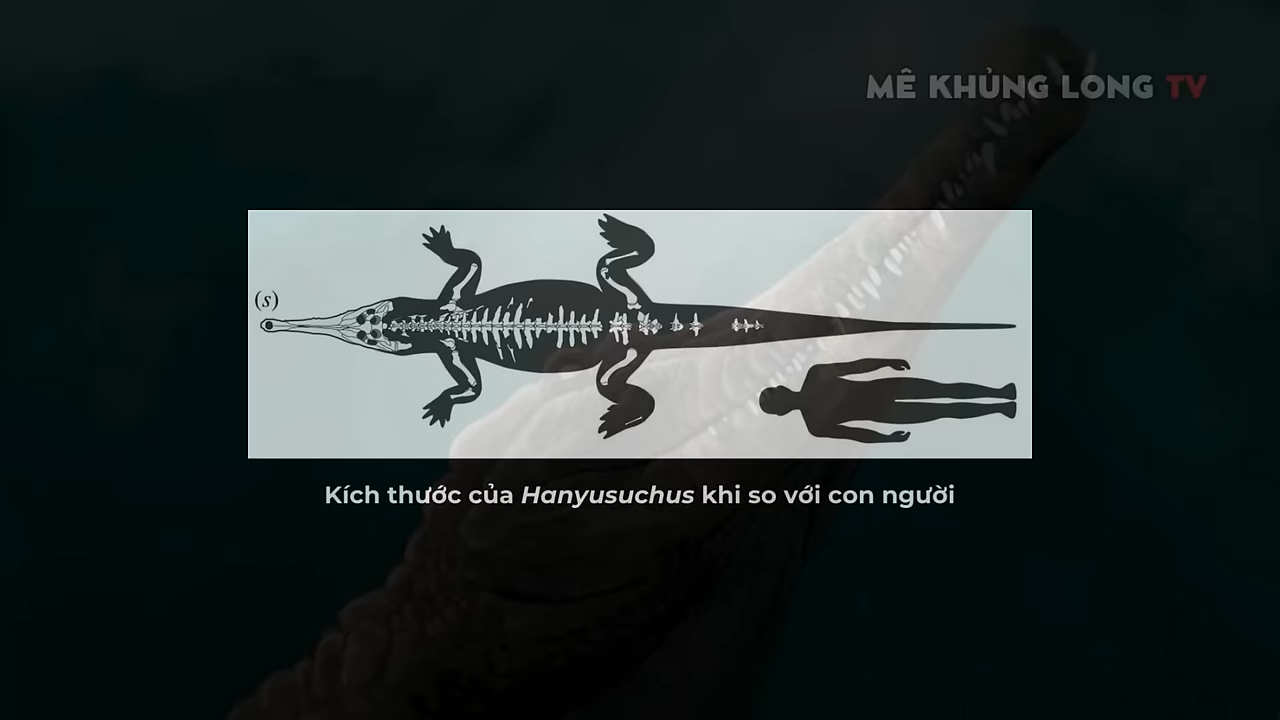 MÊ KHỦNG LONG TV
(s)
Kích thước của Hanyusuchus khi so với con người